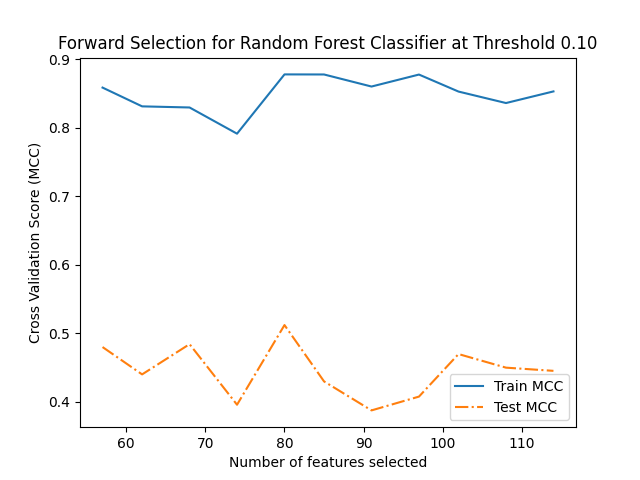 Forward Selection for Random Forest Classifier at Threshold 0.10
Cross Validation Score (MCC)
0.9
0.8
0.7
0.6
0.5
0.4
60 70 80 90 100 110
Number of features selected
Train MCC
Test MCC